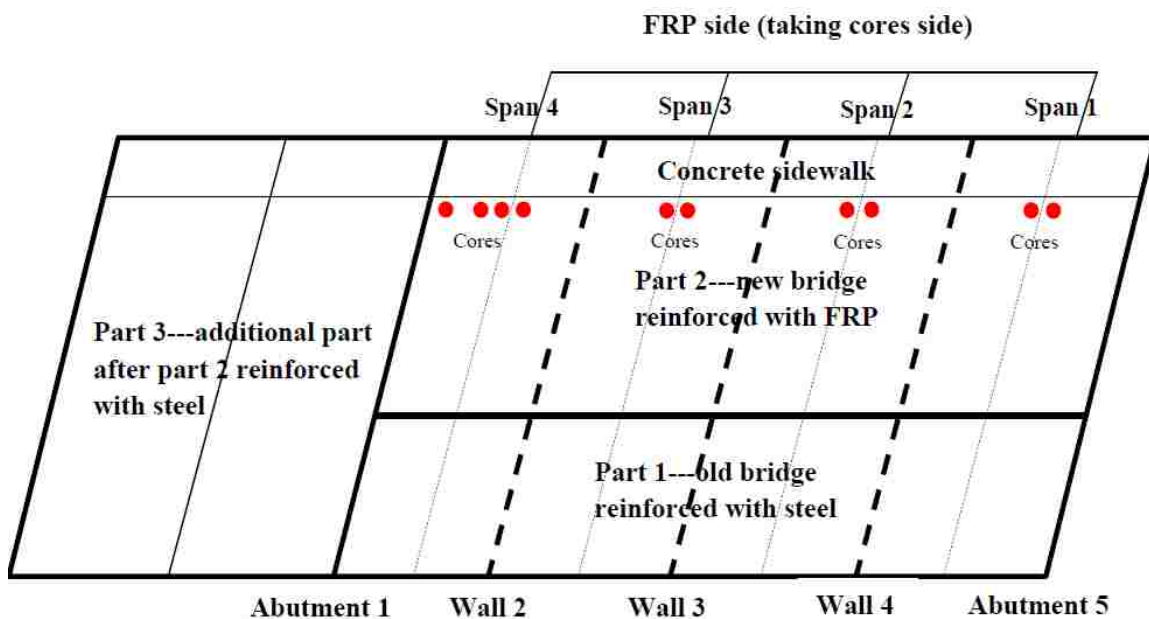 FRP side (taking cores side)
Span 4
Span 3
Span 2
Span 1
Concrete sidewalk
Cores
Cores
Cores
Cores
Part 2---new bridge
reinforced with FRP
Part 3---additional part
after part 2 reinforced
with steel
Part 1---old bridge
reinforced with steel
Abutment 1
Wall 2
Wall 3
Wall 4
Abutment 5